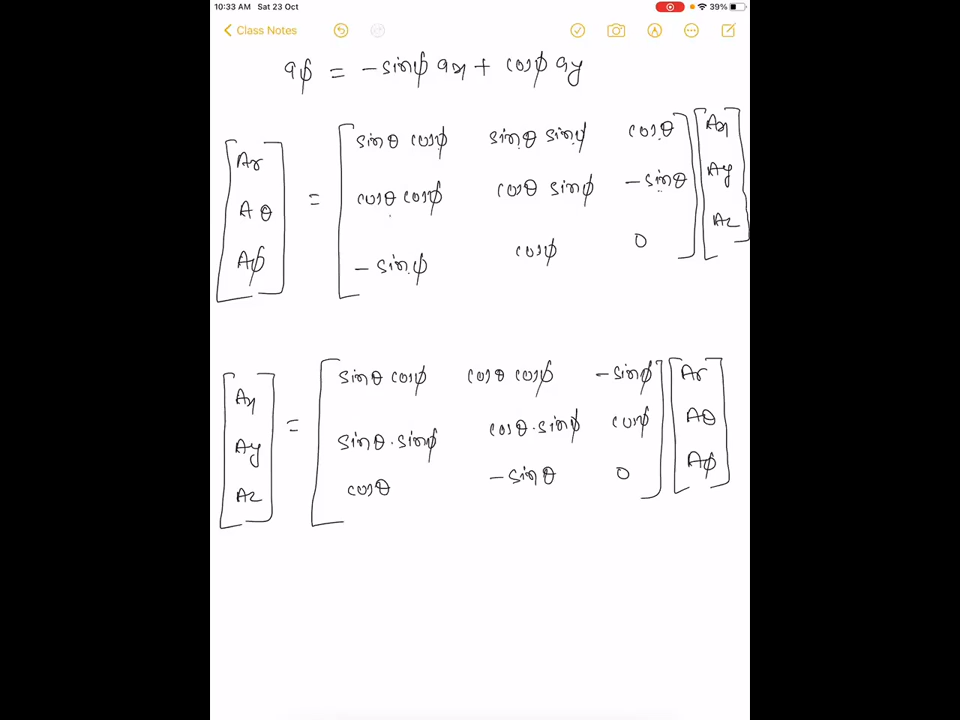 10:33 AM Sat 23 Oct 39%
Class Notes
aϕ = -sinϕ ax + cosϕ ay
[Ar Aθ Aϕ] = [sinθ cosϕ sinθ sinϕ cosθ
cosθ cosϕ cosθ sinϕ -sinθ
-sinϕ cosϕ 0] [Ax Ay Az]
[Ax Ay Az] = [sinθ cosϕ cosθ cosϕ -sinϕ
sinθ·sinϕ cosθ·sinϕ cosϕ
cosθ -sinθ 0] [Ar Aθ Aϕ]